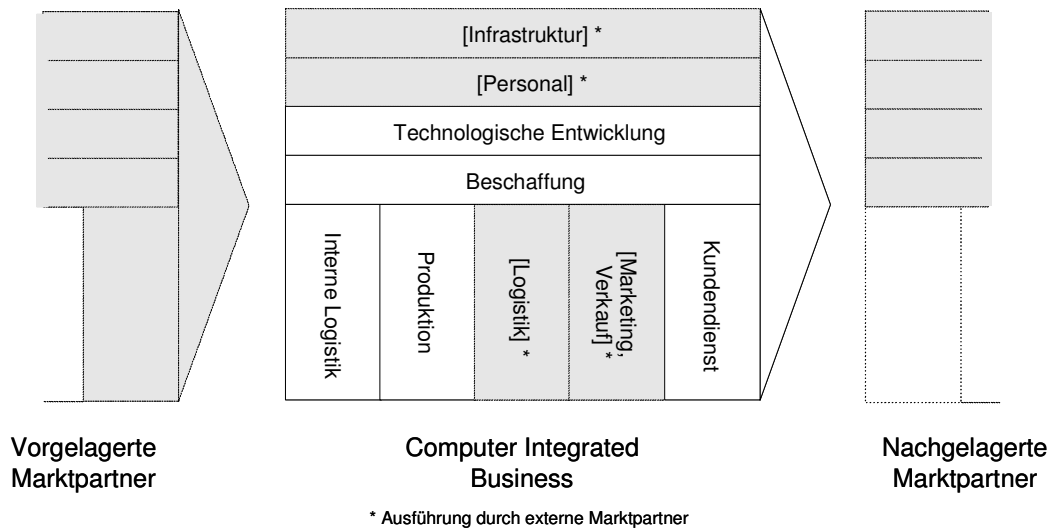 [Infrastruktur] *
[Personal] *
Technologische Entwicklung
Beschaffung
Interne Logistik
Produktion
[Logistik] *
[Marketing,
Verkauf] *
Kundendienst
Vorgelagerte
Marktpartner
Computer Integrated
Business
Nachgelagerte
Marktpartner
* Ausführung durch externe Marktpartner